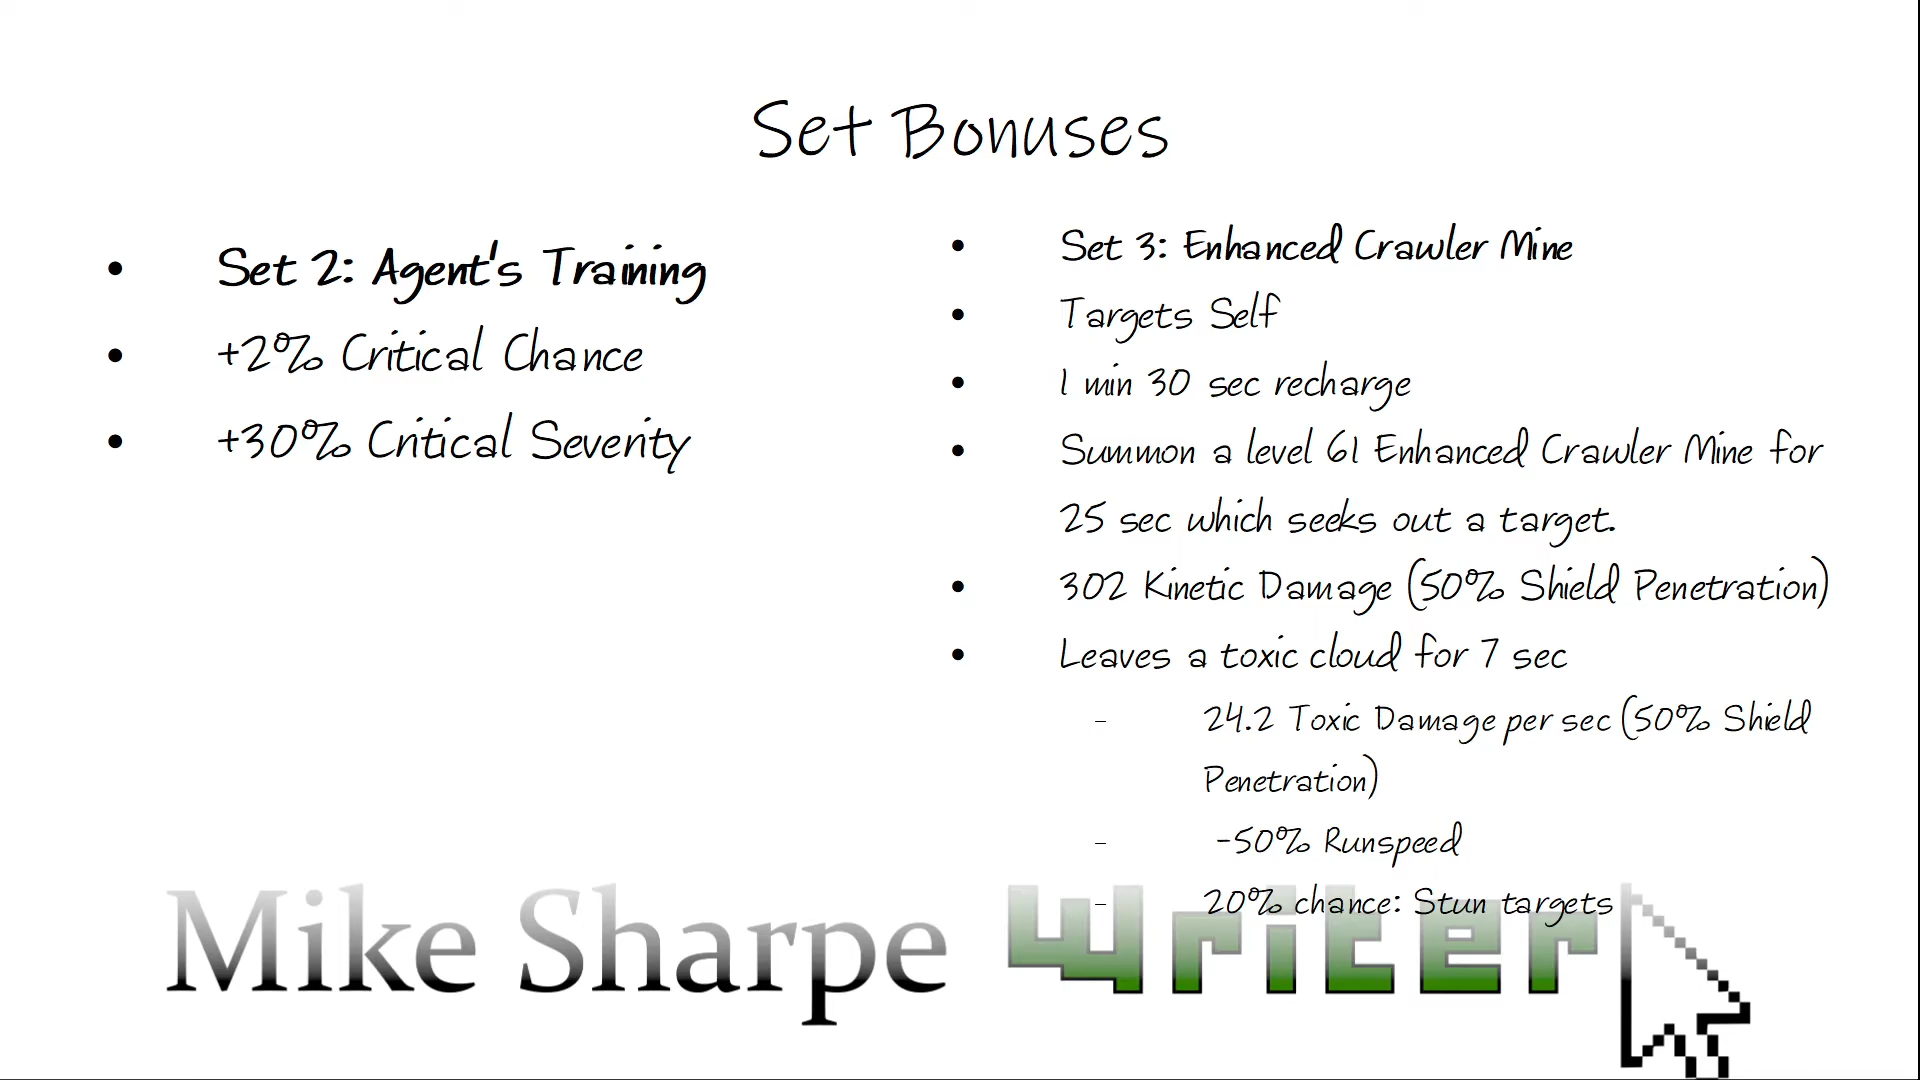 Set Bonuses
Set 2: Agent's Training
+2% Critical Chance
+30% Critical Severity
Set 3: Enhanced Crawler Mine
Targets Self
1 min 30 sec recharge
Summon a level 61 Enhanced Crawler Mine for
25 sec which seeks out a target.
302 Kinetic Damage (50% Shield Penetration)
Leaves a toxic cloud for 7 sec
- 24.2 Toxic Damage per sec (50% Shield
Penetration)
- -50% Runspeed
- 20% chance: Stun targets
Mike Sharpe Writer